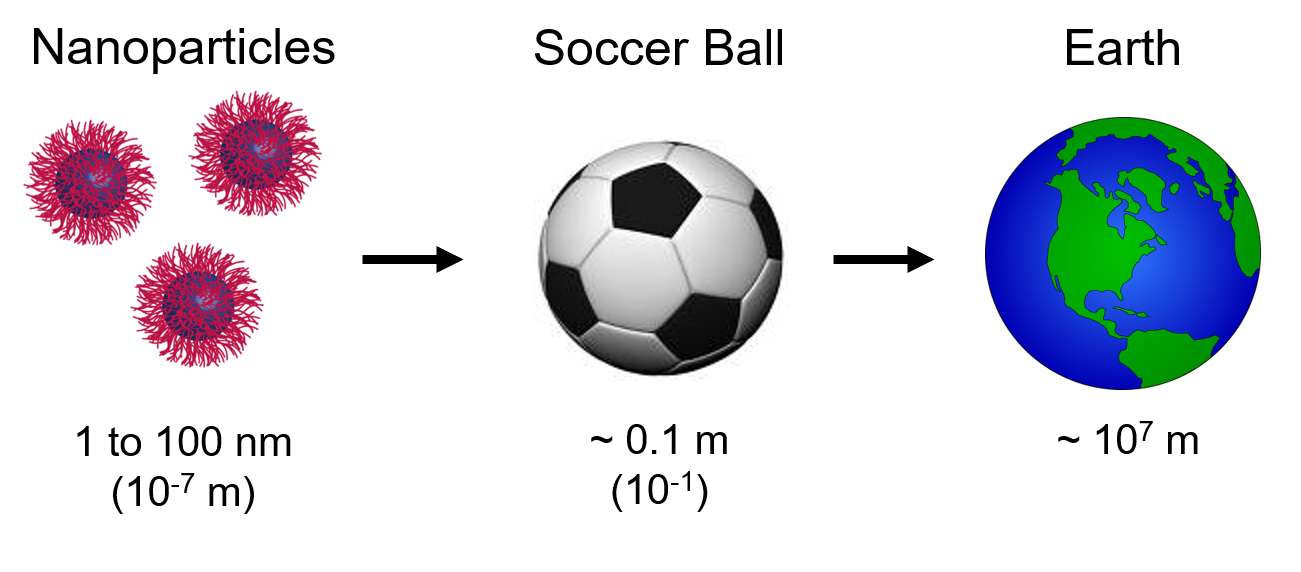 Nanoparticles
Soccer Ball
Earth
1 to 100 nm
(10⁻⁷ m)
~ 0.1 m
(10⁻¹)
~ 10⁷ m